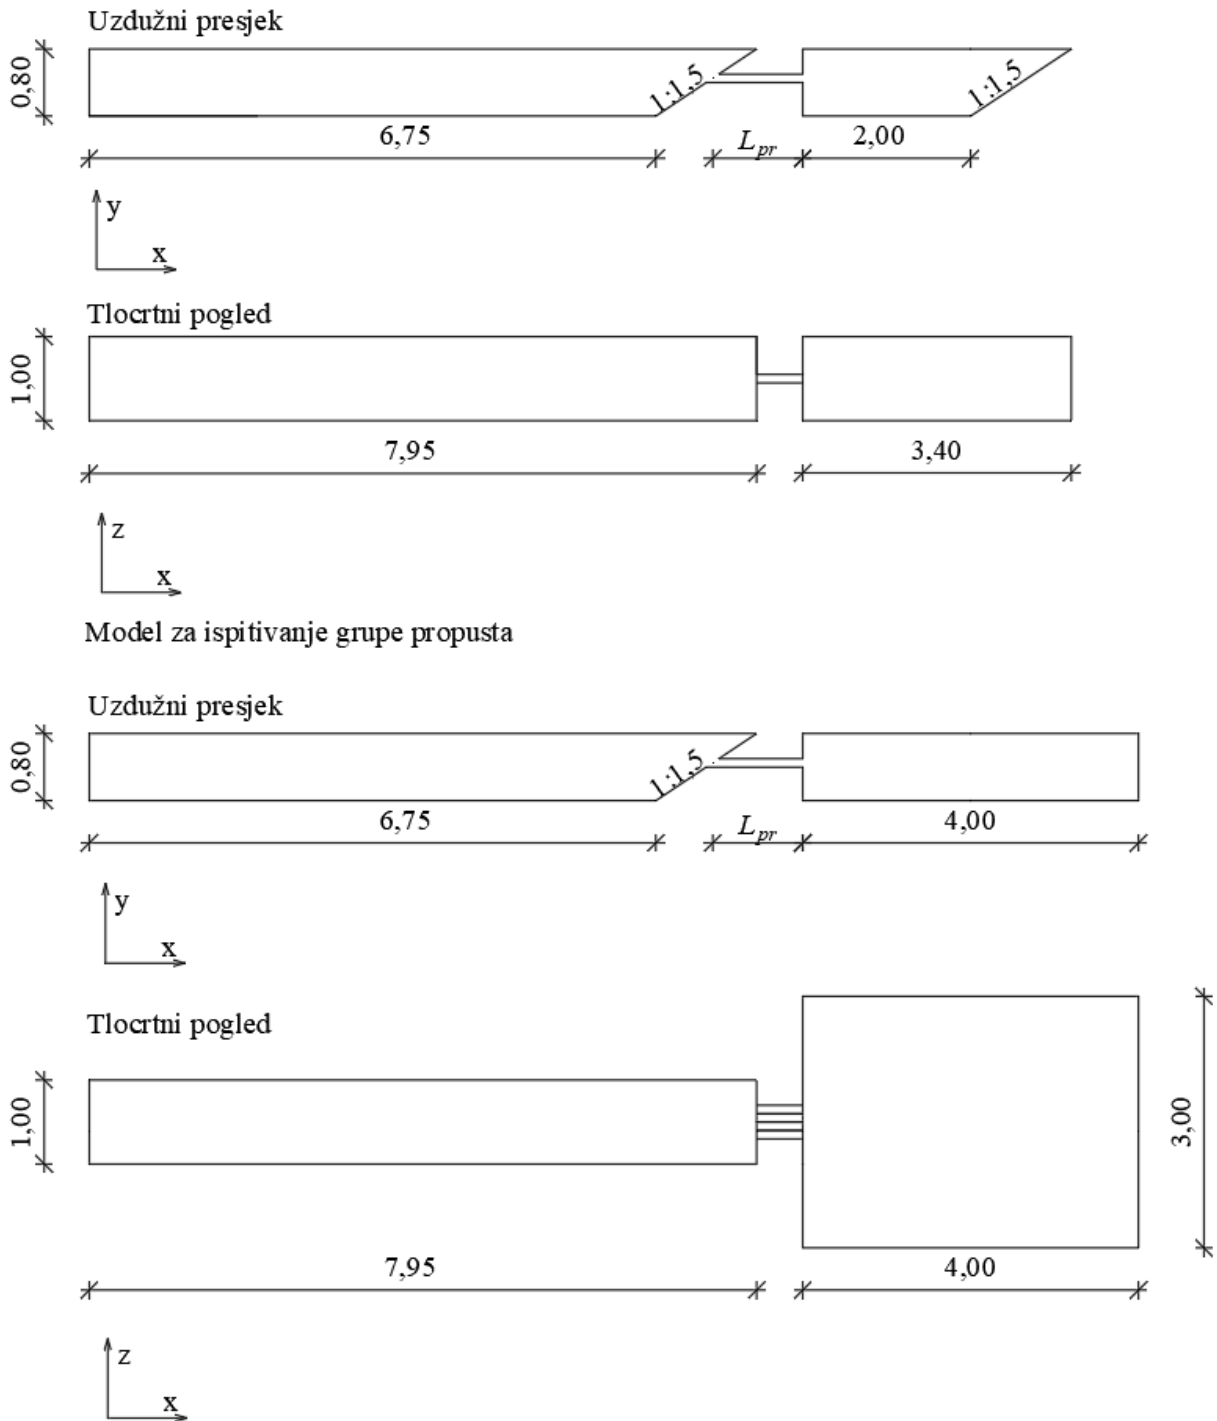 Uzdužni presjek
0,80
1:1,5
1:1,5
6,75
L_pr
2,00
y
x
Tlocrtni pogled
1,00
7,95
3,40
z
x
Model za ispitivanje grupe propusta
Uzdužni presjek
0,80
1:1,5
6,75
L_pr
4,00
y
x
Tlocrtni pogled
1,00
3,00
7,95
4,00
z
x